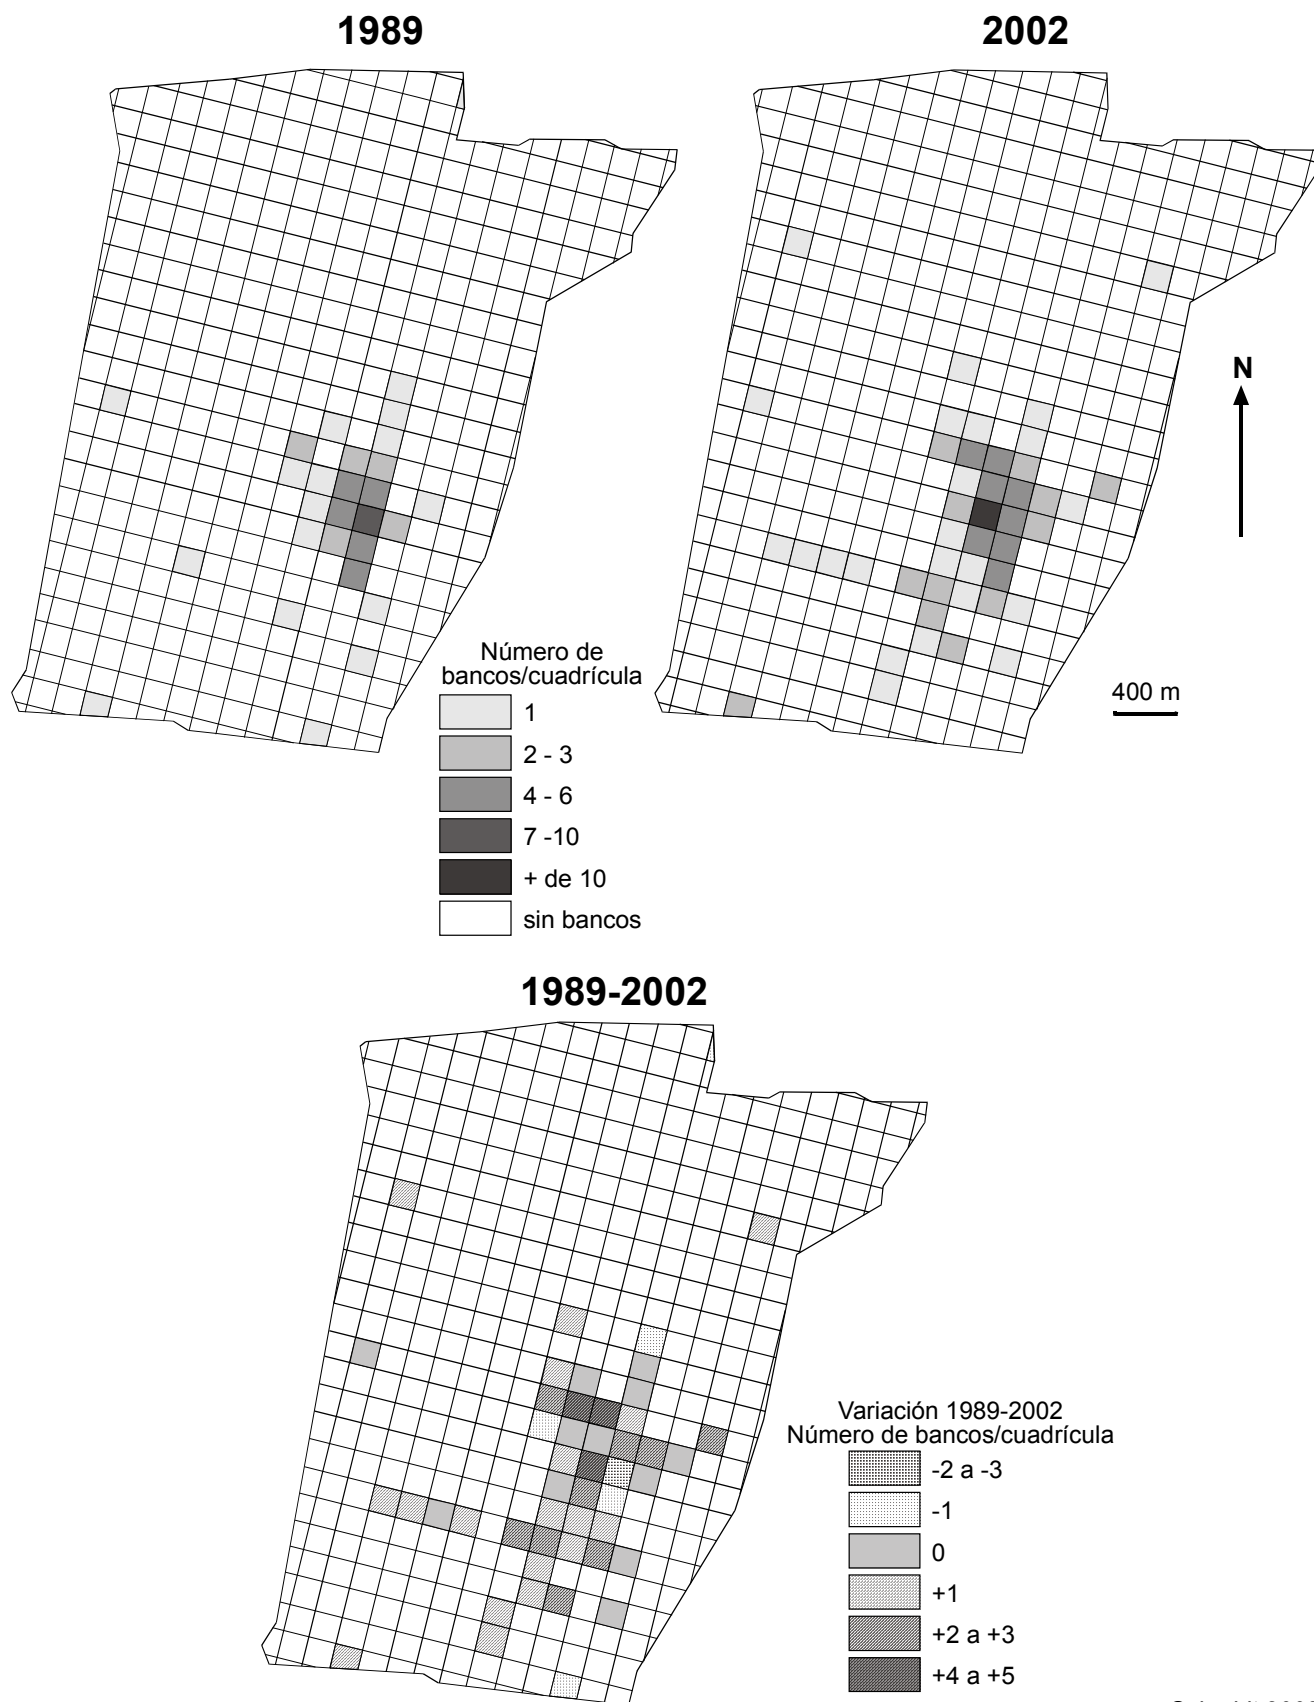 1989
2002
N
400 m
Número de
bancos/cuadrícula
1
2 - 3
4 - 6
7 -10
+ de 10
sin bancos
1989-2002
Variación 1989-2002
Número de bancos/cuadrícula
-2 a -3
-1
0
+1
+2 a +3
+4 a +5